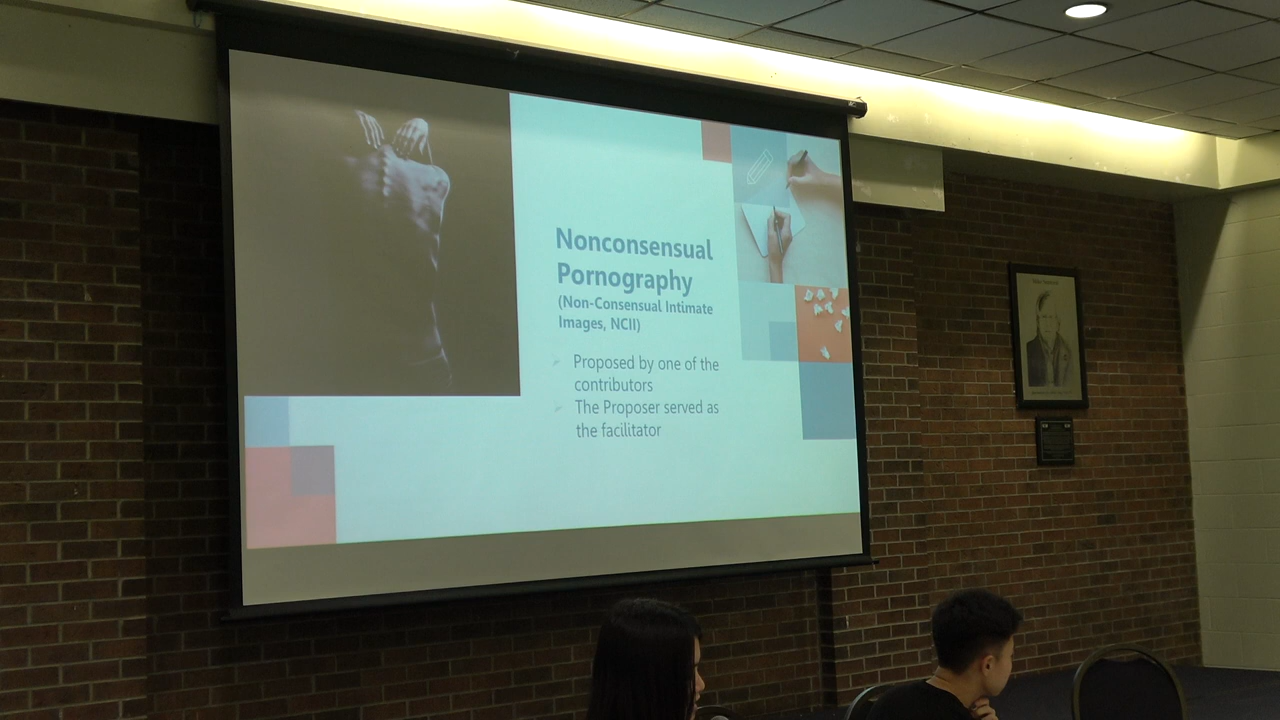 Nonconsensual
Pornography
(Non-Consensual Intimate
Images, NCII)
Proposed by one of the
contributors
The Proposer served as
the facilitator